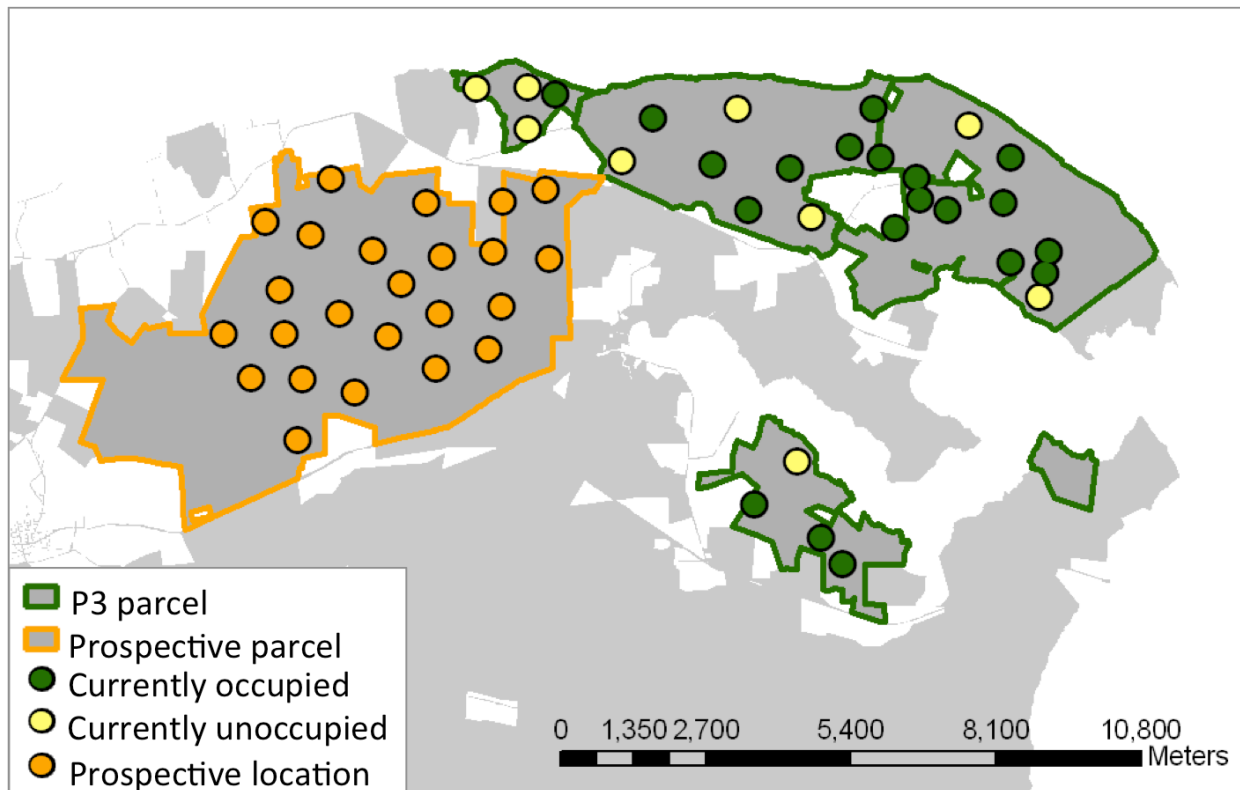 P3 parcel
Prospective parcel
Currently occupied
Currently unoccupied
Prospective location
0 1,350 2,700 5,400 8,100 10,800
Meters